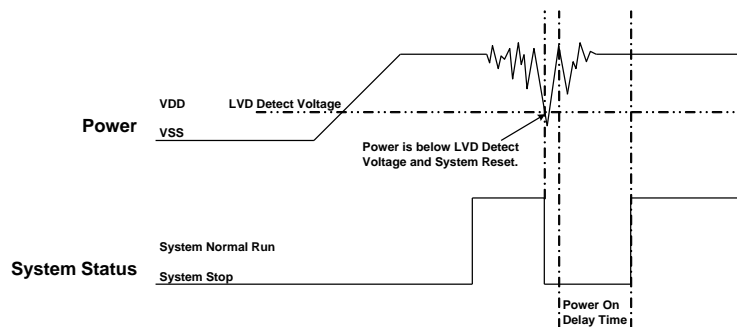 VDD LVD Detect Voltage
Power
VSS
Power is below LVD Detect
Voltage and System Reset.
System Normal Run
System Status
System Stop
Power On
Delay Time